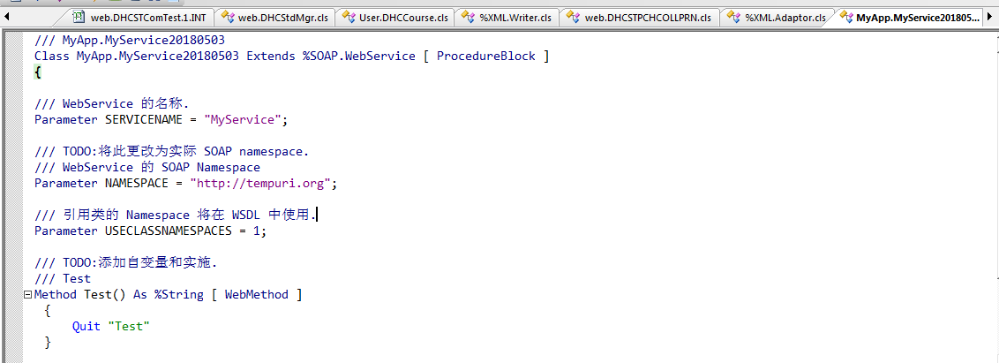 web.DHCSTComTest.1.INT
web.DHCStdMgr.cls
User.DHCCourse.cls
%XML.Writer.cls
web.DHCSTPCHCOLLPRN.cls
%XML.Adaptor.cls
MyApp.MyService201805...
/// MyApp.MyService20180503
Class MyApp.MyService20180503 Extends %SOAP.WebService [ ProcedureBlock ]
{
/// WebService 的名称.
Parameter SERVICENAME = "MyService";
/// TODO:将此更改为实际 SOAP namespace.
/// WebService 的 SOAP Namespace
Parameter NAMESPACE = "http://tempuri.org";
/// 引用类的 Namespace 将在 WSDL 中使用.
Parameter USECLASSNAMESPACES = 1;
/// TODO:添加自变量和实施.
/// Test
Method Test() As %String [ WebMethod ]
{
Quit "Test"
}